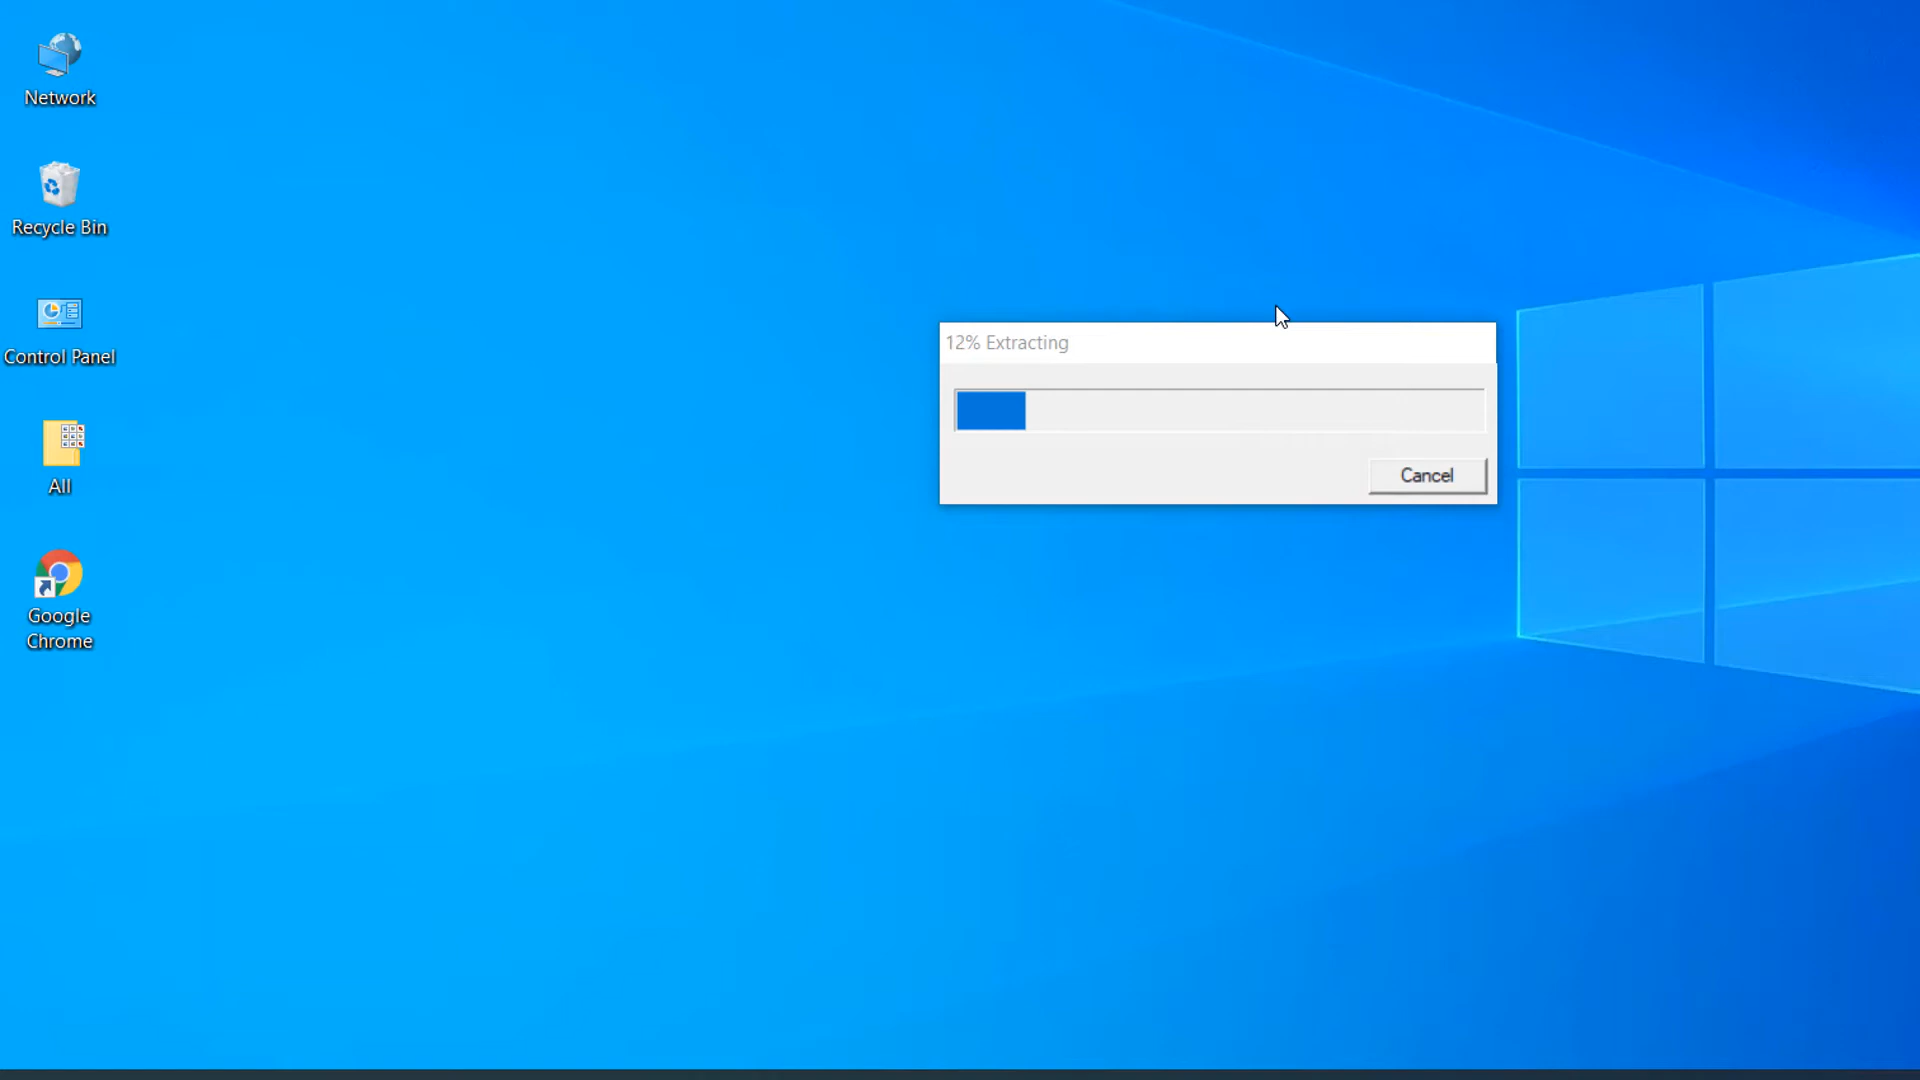 Network
Recycle Bin
Control Panel
All
Google
Chrome
12% Extracting
Cancel